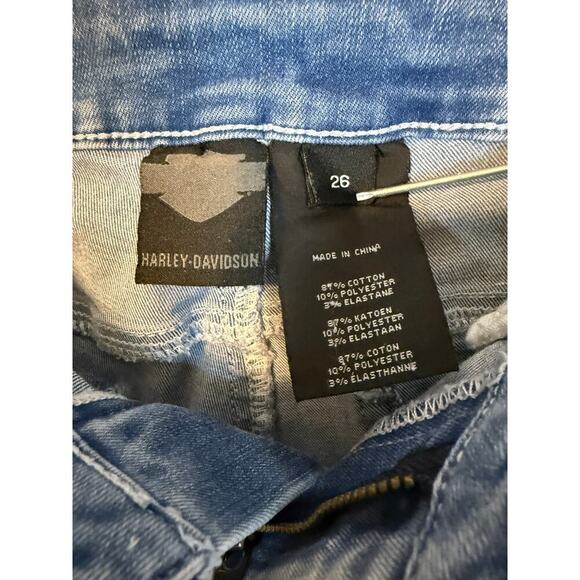 HARLEY-DAVIDSON
26
MADE IN CHINA
87% COTTON
10% POLYESTER
3% ELASTANE
87% KATOEN
10% POLYESTER
3% ELASTAAN
87% COTON
10% POLYESTER
3% ÉLASTHANNE